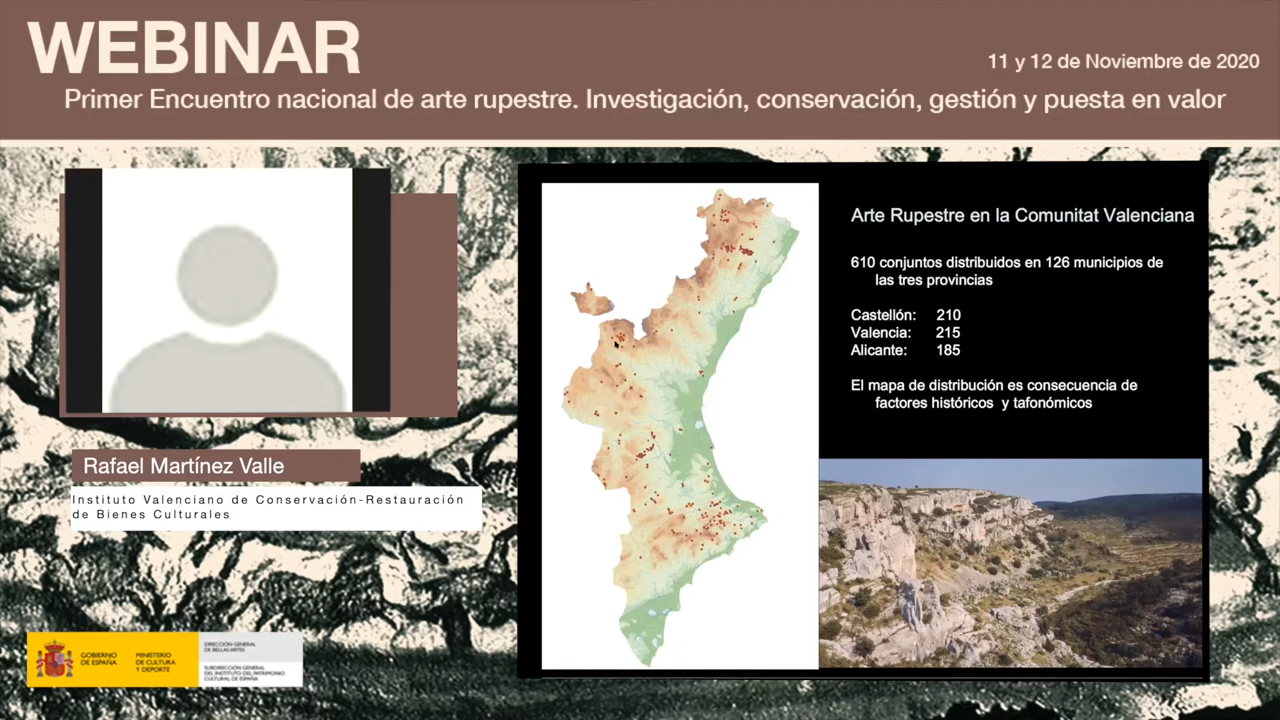 WEBINAR
11 y 12 de Noviembre de 2020
Primer Encuentro nacional de arte rupestre. Investigación, conservación, gestión y puesta en valor
Arte Rupestre en la Comunitat Valenciana
610 conjuntos distribuidos en 126 municipios de
las tres provincias
Castellón: 210
Valencia: 215
Alicante: 185
El mapa de distribución es consecuencia de
factores históricos y tafonómicos
Rafael Martínez Valle
Instituto Valenciano de Conservación-Restauración
de Bienes Culturales
GOBIERNO
DE ESPAÑA
MINISTERIO
DE CULTURA
Y DEPORTE
DIRECCIÓN GENERAL
DE BELLAS ARTES
SUBDIRECCIÓN GENERAL
DEL INSTITUTO DEL PATRIMONIO
CULTURAL DE ESPAÑA